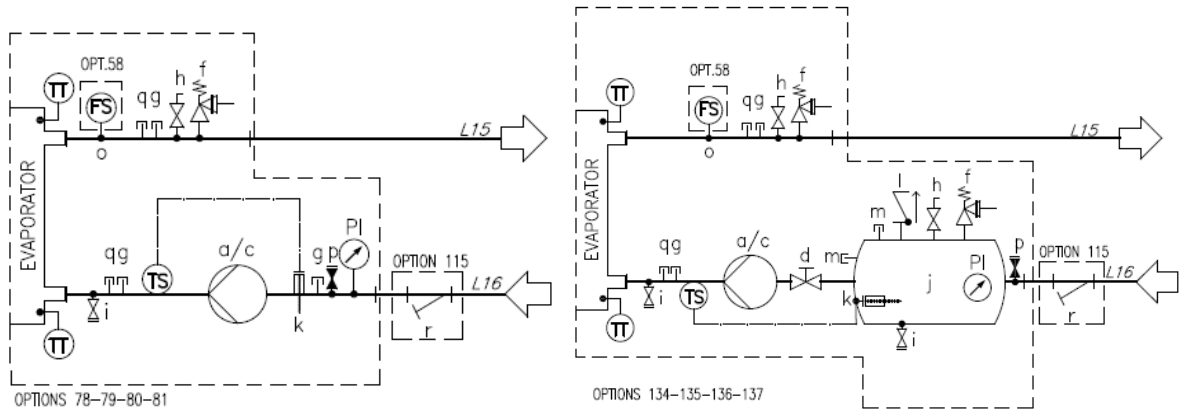 OPT.58
TT
FS
qg
h
f
o
L15
EVAPORATOR
a/c
PI
qg
TS
g
p
OPTION 115
L16
i
k
r
TT
OPTIONS 78-79-80-81
OPT.58
TT
FS
qg
h
f
o
L15
EVAPORATOR
l
h
f
m
qg
a/c
d
m
PI
p
OPTION 115
L16
i
TS
k
j
r
i
TT
OPTIONS 134-135-136-137